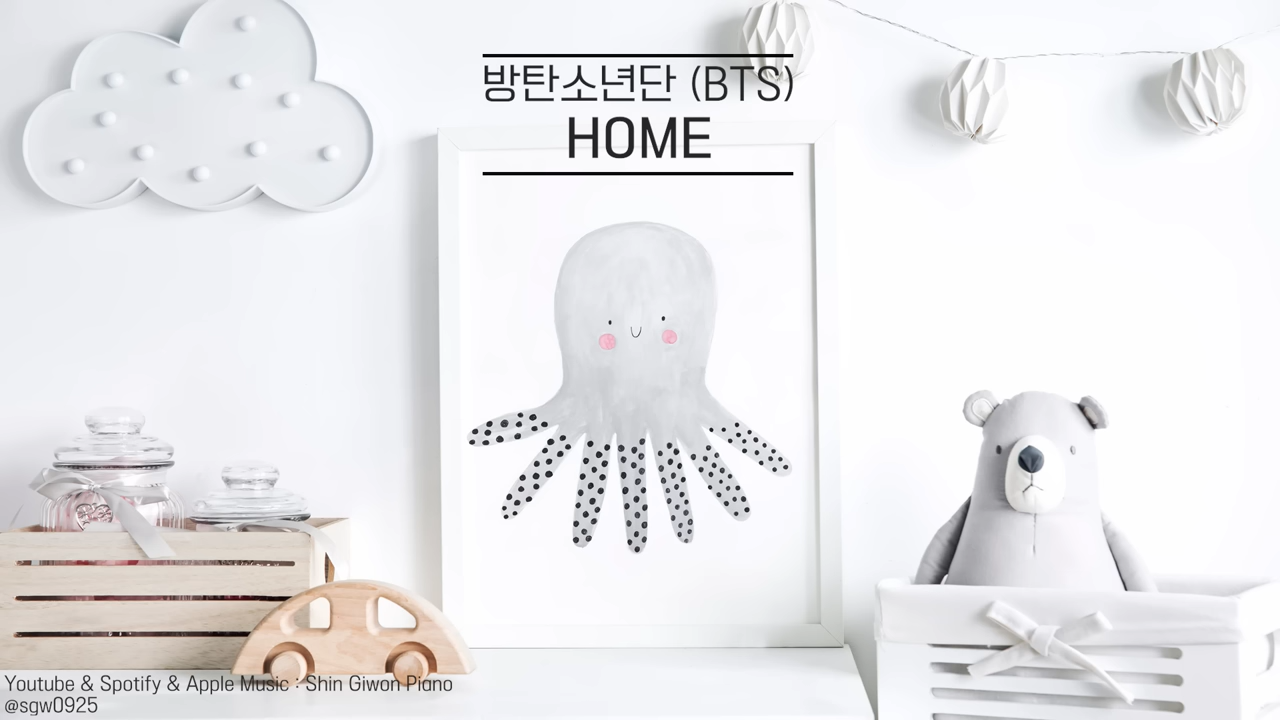 방탄소년단 (BTS)
HOME
Youtube & Spotify & Apple Music : Shin Giwon Piano
@sgw0925